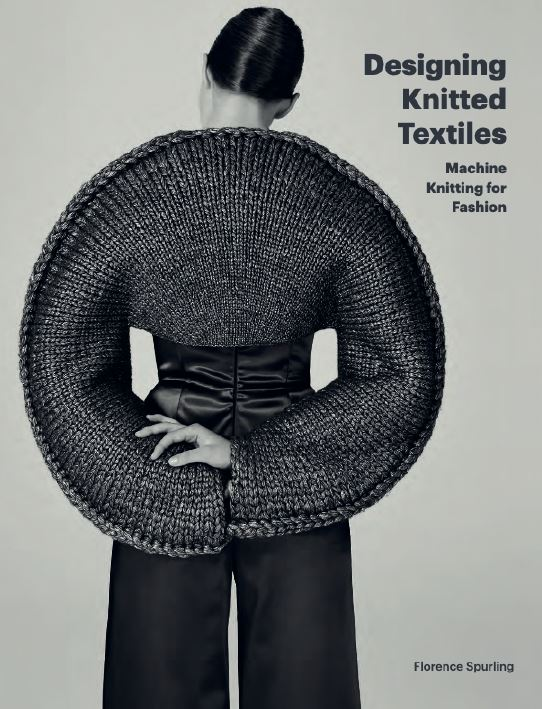 Designing
Knitted
Textiles
Machine
Knitting for
Fashion
Florence Spurling